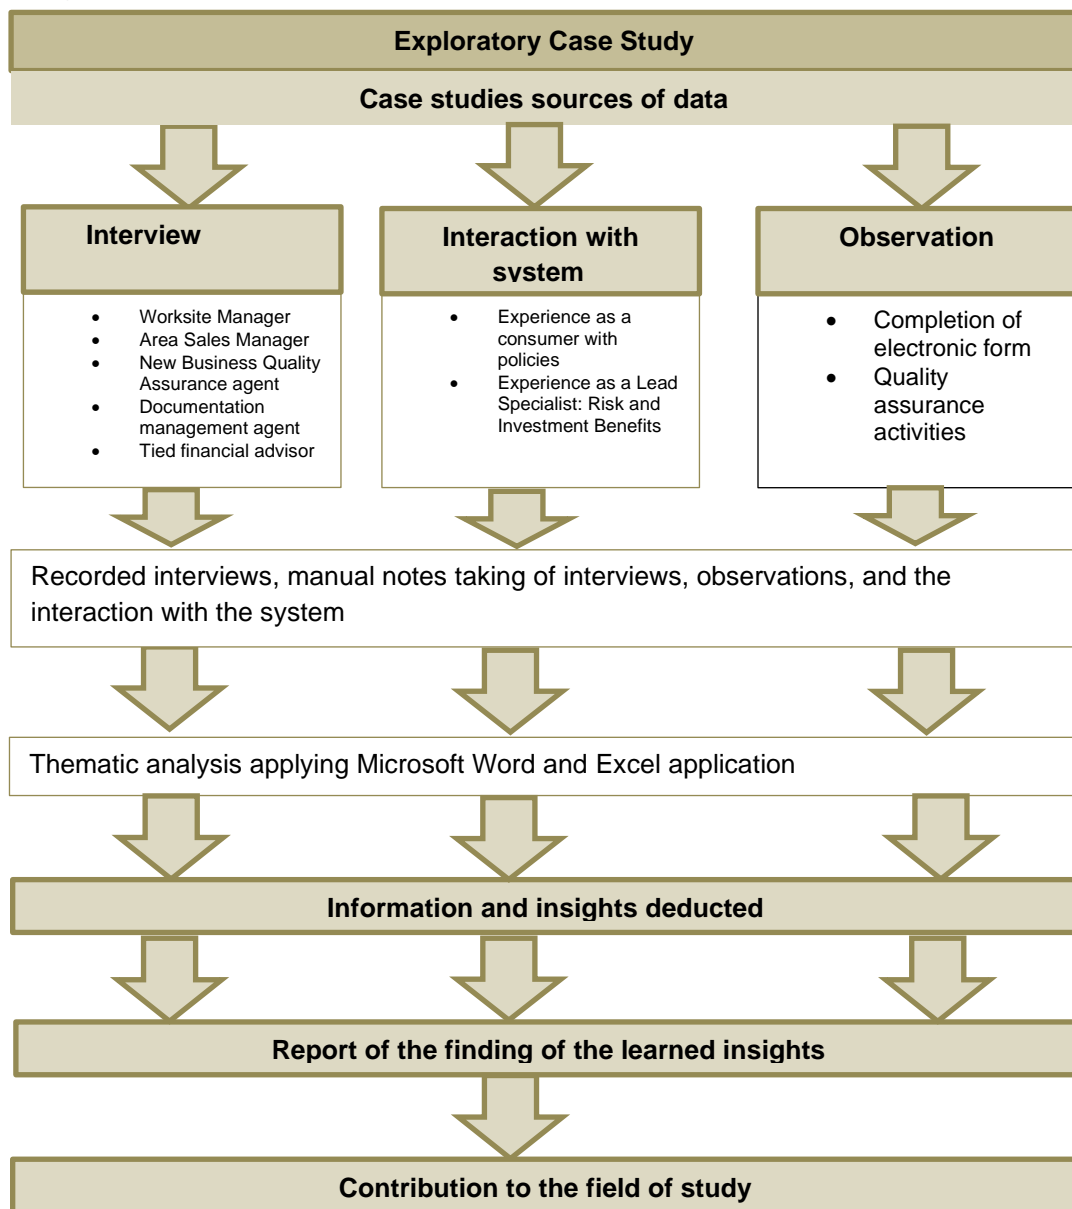 Exploratory Case Study
Case studies sources of data
Interview
• Worksite Manager
• Area Sales Manager
• New Business Quality
Assurance agent
• Documentation
management agent
• Tied financial advisor
Interaction with
system
• Experience as a
consumer with
policies
• Experience as a Lead
Specialist: Risk and
Investment Benefits
Observation
• Completion of
electronic form
• Quality
assurance
activities
Recorded interviews, manual notes taking of interviews, observations, and the
interaction with the system
Thematic analysis applying Microsoft Word and Excel application
Information and insights deducted
Report of the finding of the learned insights
Contribution to the field of study